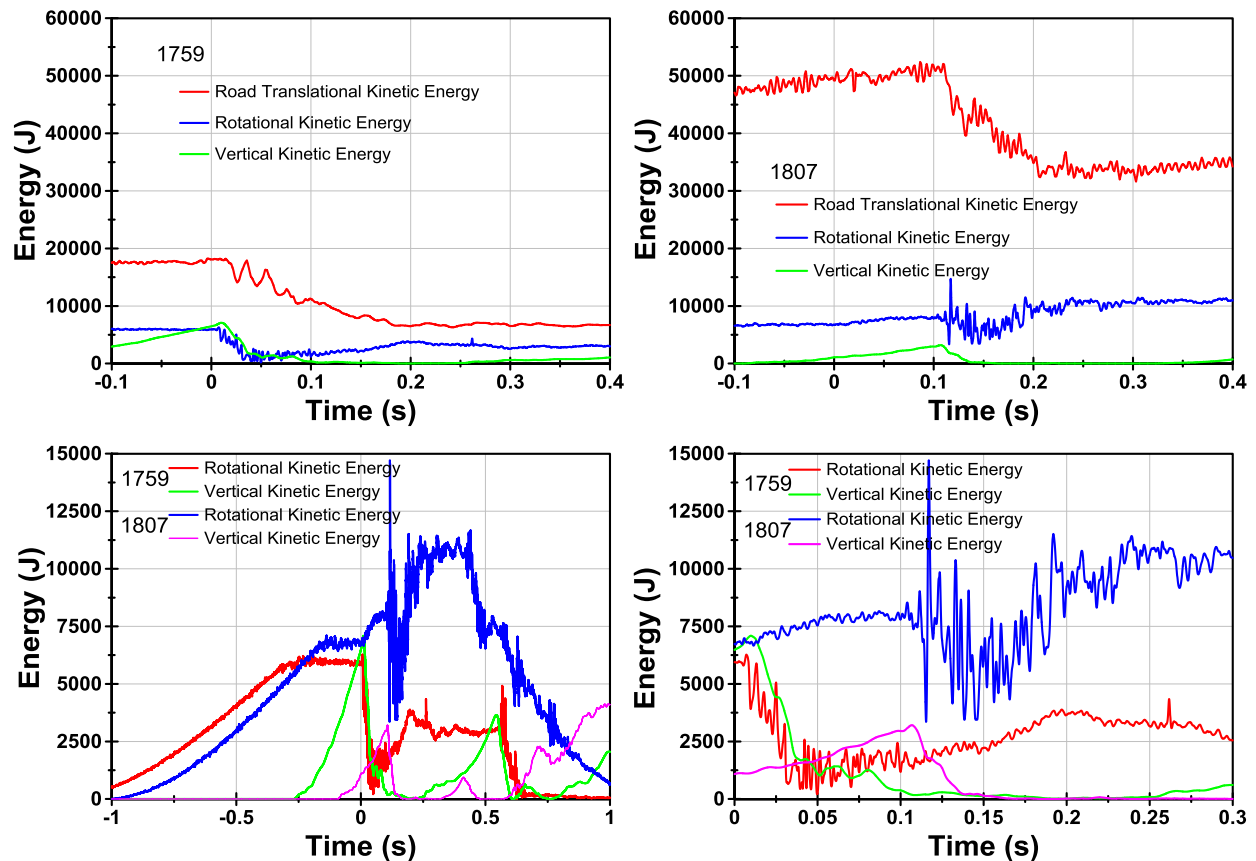 60000
50000
40000
30000
20000
10000
0
Energy (J)
1759
Road Translational Kinetic Energy
Rotational Kinetic Energy
Vertical Kinetic Energy
-0.1 0 0.1 0.2 0.3 0.4
Time (s)
60000
50000
40000
30000
20000
10000
0
Energy (J)
1807
Road Translational Kinetic Energy
Rotational Kinetic Energy
Vertical Kinetic Energy
-0.1 0 0.1 0.2 0.3 0.4
Time (s)
15000
12500
10000
7500
5000
2500
0
Energy (J)
1759
Rotational Kinetic Energy
Vertical Kinetic Energy
1807
Rotational Kinetic Energy
Vertical Kinetic Energy
-1 -0.5 0 0.5 1
Time (s)
15000
12500
10000
7500
5000
2500
0
Energy (J)
1759
Rotational Kinetic Energy
Vertical Kinetic Energy
1807
Rotational Kinetic Energy
Vertical Kinetic Energy
0 0.05 0.1 0.15 0.2 0.25 0.3
Time (s)